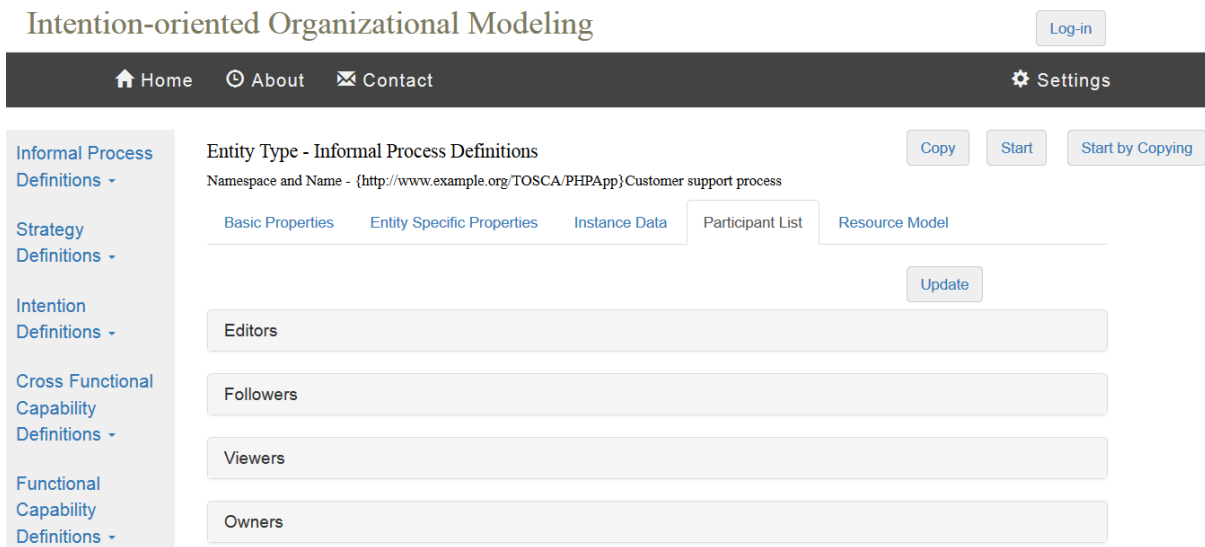 Intention-oriented Organizational Modeling
Log-in
Home About Contact Settings
Informal Process
Definitions
Strategy
Definitions
Intention
Definitions
Cross Functional
Capability
Definitions
Functional
Capability
Definitions
Entity Type - Informal Process Definitions
Copy Start Start by Copying
Namespace and Name - {http://www.example.org/TOSCA/PHPApp}Customer support process
Basic Properties Entity Specific Properties Instance Data Participant List Resource Model
Update
Editors
Followers
Viewers
Owners